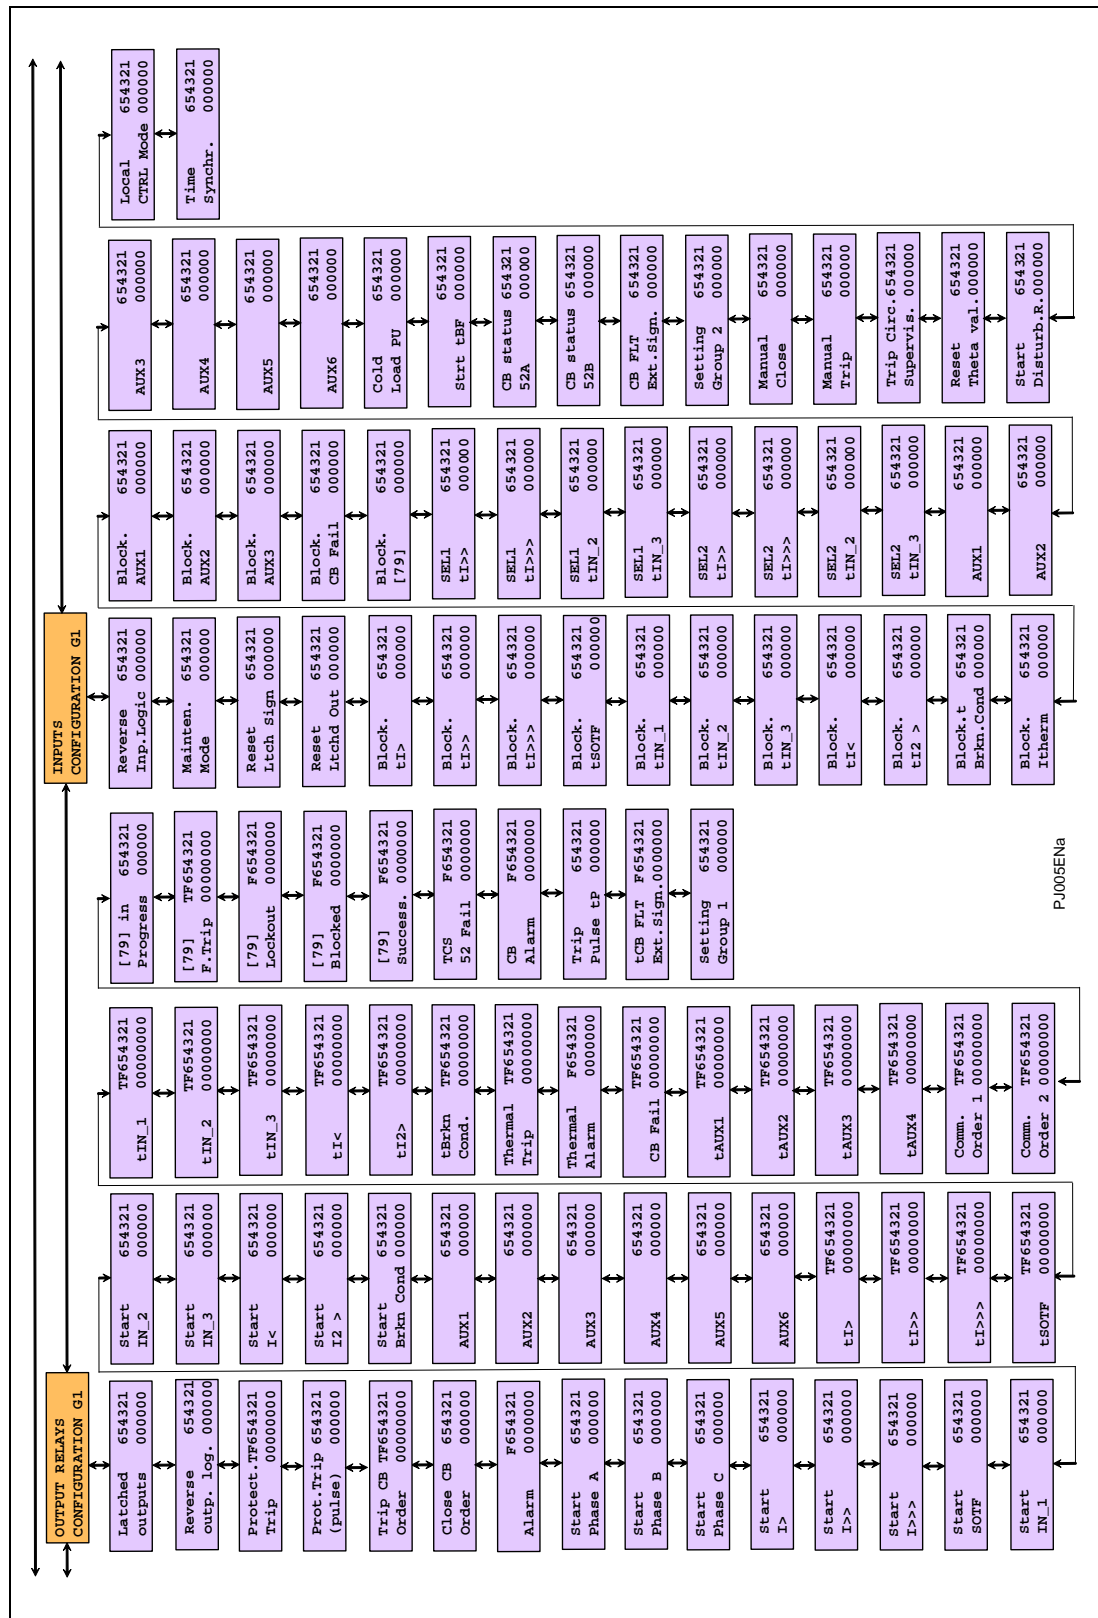 OUTPUT RELAYS
CONFIGURATION G1
Latched 654321
outputs 000000
Reverse 654321
outp. log. 000000
Protect.TF654321
Trip 00000000
Prot.Trip 654321
(pulse) 000000
Trip CB TF654321
Order 00000000
Close CB 654321
Order 000000
F654321
Alarm 0000000
Start 654321
Phase A 000000
Start 654321
Phase B 000000
Start 654321
Phase C 000000
Start 654321
I> 000000
Start 654321
I>> 000000
Start 654321
I>>> 000000
Start 654321
SOTF 000000
Start 654321
IN_1 000000
Start 654321
IN_2 000000
Start 654321
IN_3 000000
Start 654321
I< 000000
Start 654321
I2 > 000000
Start 654321
Brkn Cond 000000
654321
AUX1 000000
654321
AUX2 000000
654321
AUX3 000000
654321
AUX4 000000
654321
AUX5 000000
654321
AUX6 000000
TF654321
tI> 00000000
TF654321
tI>> 00000000
TF654321
tI>>> 00000000
TF654321
tSOTF 00000000
TF654321
tIN_1 00000000
TF654321
tIN_2 00000000
TF654321
tIN_3 00000000
TF654321
tI< 00000000
TF654321
tI2> 00000000
tBrkn TF654321
Cond. 00000000
Thermal TF654321
Trip 00000000
Thermal F654321
Alarm 0000000
TF654321
CB Fail 00000000
TF654321
tAUX1 00000000
TF654321
tAUX2 00000000
TF654321
tAUX3 00000000
TF654321
tAUX4 00000000
Comm. TF654321
Order 1 00000000
Comm. TF654321
Order 2 00000000
[79] in 654321
Progress 000000
[79] TF654321
F.Trip 00000000
[79] F654321
Lockout 0000000
[79] F654321
Blocked 0000000
[79] F654321
Success. 0000000
TCS F654321
52 Fail 0000000
CB F654321
Alarm 0000000
Trip 654321
Pulse tP 000000
tCB FLT F654321
Ext.Sign.0000000
Setting 654321
Group 1 000000
INPUTS
CONFIGURATION G1
Reverse 654321
Inp.Logic 000000
Mainten. 654321
Mode 000000
Reset 654321
Ltch Sign 000000
Reset 654321
Ltchd Out 000000
Block. 654321
tI> 000000
Block. 654321
tI>> 000000
Block. 654321
tI>>> 000000
Block. 654321
tSOTF 000000
Block. 654321
tIN_1 000000
Block. 654321
tIN_2 000000
Block. 654321
tIN_3 000000
Block. 654321
tI< 000000
Block. 654321
tI2 > 000000
Block.t 654321
Brkn.Cond 000000
Block. 654321
Itherm 000000
Block. 654321
AUX1 000000
Block. 654321
AUX2 000000
Block. 654321
AUX3 000000
Block. 654321
CB Fail 000000
Block. 654321
[79] 000000
SEL1 654321
tI>> 000000
SEL1 654321
tI>>> 000000
SEL1 654321
tIN_2 000000
SEL1 654321
tIN_3 000000
SEL2 654321
tI>> 000000
SEL2 654321
tI>>> 000000
SEL2 654321
tIN_2 000000
SEL2 654321
tIN_3 000000
654321
AUX1 000000
654321
AUX2 000000
654321
AUX3 000000
654321
AUX4 000000
654321
AUX5 000000
654321
AUX6 000000
Cold 654321
Load PU 000000
654321
Strt tBF 000000
CB status 654321
52A 000000
CB status 654321
52B 000000
CB FLT 654321
Ext.Sign. 000000
Setting 654321
Group 2 000000
Manual 654321
Close 000000
Manual 654321
Trip 000000
Trip Circ.654321
Supervis. 000000
Reset 654321
Theta val.000000
Start 654321
Disturb.R.000000
Local 654321
CTRL Mode 000000
Time 654321
Synchr. 000000
PJ005ENa